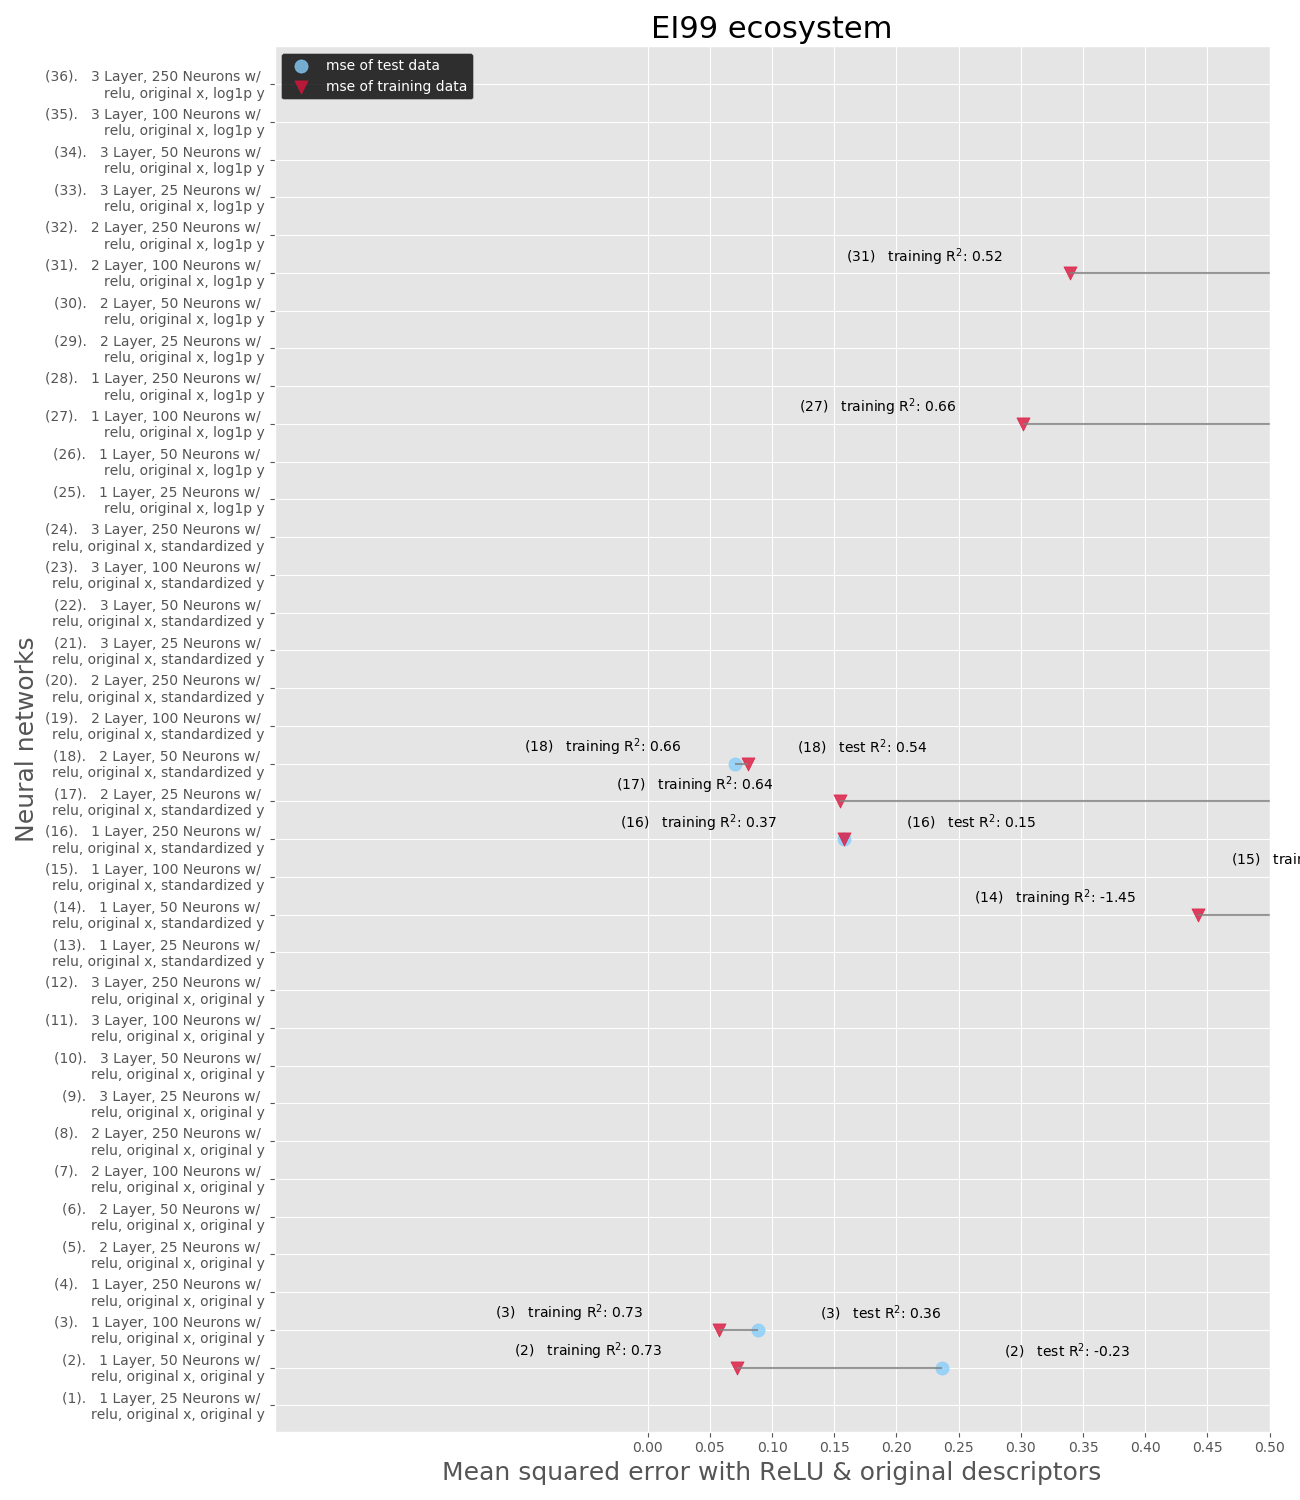 EI99 ecosystem
mse of test data
mse of training data
(36).   3 Layer, 250 Neurons w/
relu, original x, log1p y
(35).   3 Layer, 100 Neurons w/
relu, original x, log1p y
(34).   3 Layer, 50 Neurons w/
relu, original x, log1p y
(33).   3 Layer, 25 Neurons w/
relu, original x, log1p y
(32).   2 Layer, 250 Neurons w/
relu, original x, log1p y
(31)   training R²: 0.52
(31).   2 Layer, 100 Neurons w/
relu, original x, log1p y
(30).   2 Layer, 50 Neurons w/
relu, original x, log1p y
(29).   2 Layer, 25 Neurons w/
relu, original x, log1p y
(28).   1 Layer, 250 Neurons w/
relu, original x, log1p y
(27)   training R²: 0.66
(27).   1 Layer, 100 Neurons w/
relu, original x, log1p y
(26).   1 Layer, 50 Neurons w/
relu, original x, log1p y
(25).   1 Layer, 25 Neurons w/
relu, original x, log1p y
(24).   3 Layer, 250 Neurons w/
relu, original x, standardized y
(23).   3 Layer, 100 Neurons w/
relu, original x, standardized y
(22).   3 Layer, 50 Neurons w/
relu, original x, standardized y
(21).   3 Layer, 25 Neurons w/
relu, original x, standardized y
(20).   2 Layer, 250 Neurons w/
relu, original x, standardized y
(19).   2 Layer, 100 Neurons w/
relu, original x, standardized y
(18)   training R²: 0.66
(18)   test R²: 0.54
(18).   2 Layer, 50 Neurons w/
relu, original x, standardized y
(17)   training R²: 0.64
(17).   2 Layer, 25 Neurons w/
relu, original x, standardized y
(16)   training R²: 0.37
(16)   test R²: 0.15
(16).   1 Layer, 250 Neurons w/
relu, original x, standardized y
(15)   trai
(15).   1 Layer, 100 Neurons w/
relu, original x, standardized y
(14)   training R²: -1.45
(14).   1 Layer, 50 Neurons w/
relu, original x, standardized y
(13).   1 Layer, 25 Neurons w/
relu, original x, standardized y
(12).   3 Layer, 250 Neurons w/
relu, original x, original y
(11).   3 Layer, 100 Neurons w/
relu, original x, original y
(10).   3 Layer, 50 Neurons w/
relu, original x, original y
(9).   3 Layer, 25 Neurons w/
relu, original x, original y
(8).   2 Layer, 250 Neurons w/
relu, original x, original y
(7).   2 Layer, 100 Neurons w/
relu, original x, original y
(6).   2 Layer, 50 Neurons w/
relu, original x, original y
(5).   2 Layer, 25 Neurons w/
relu, original x, original y
(4).   1 Layer, 250 Neurons w/
relu, original x, original y
(3)   training R²: 0.73
(3)   test R²: 0.36
(3).   1 Layer, 100 Neurons w/
relu, original x, original y
(2)   training R²: 0.73
(2)   test R²: -0.23
(2).   1 Layer, 50 Neurons w/
relu, original x, original y
(1).   1 Layer, 25 Neurons w/
relu, original x, original y
Neural networks
0.00 0.05 0.10 0.15 0.20 0.25 0.30 0.35 0.40 0.45 0.50
Mean squared error with ReLU & original descriptors